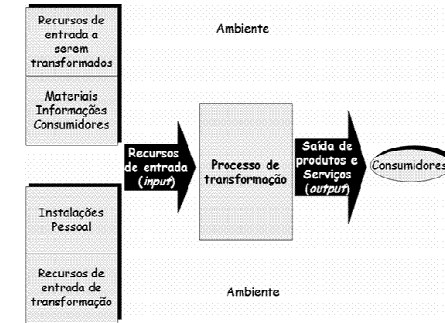 Recursos de
entrada a
serem
transformados
Materiais
Informações
Consumidores
Ambiente
Recursos
de entrada
(input)
Processo de
transformação
Saída de
produtos e
Serviços
(output)
Consumidores
Instalações
Pessoal
Recursos de
entrada de
transformação
Ambiente